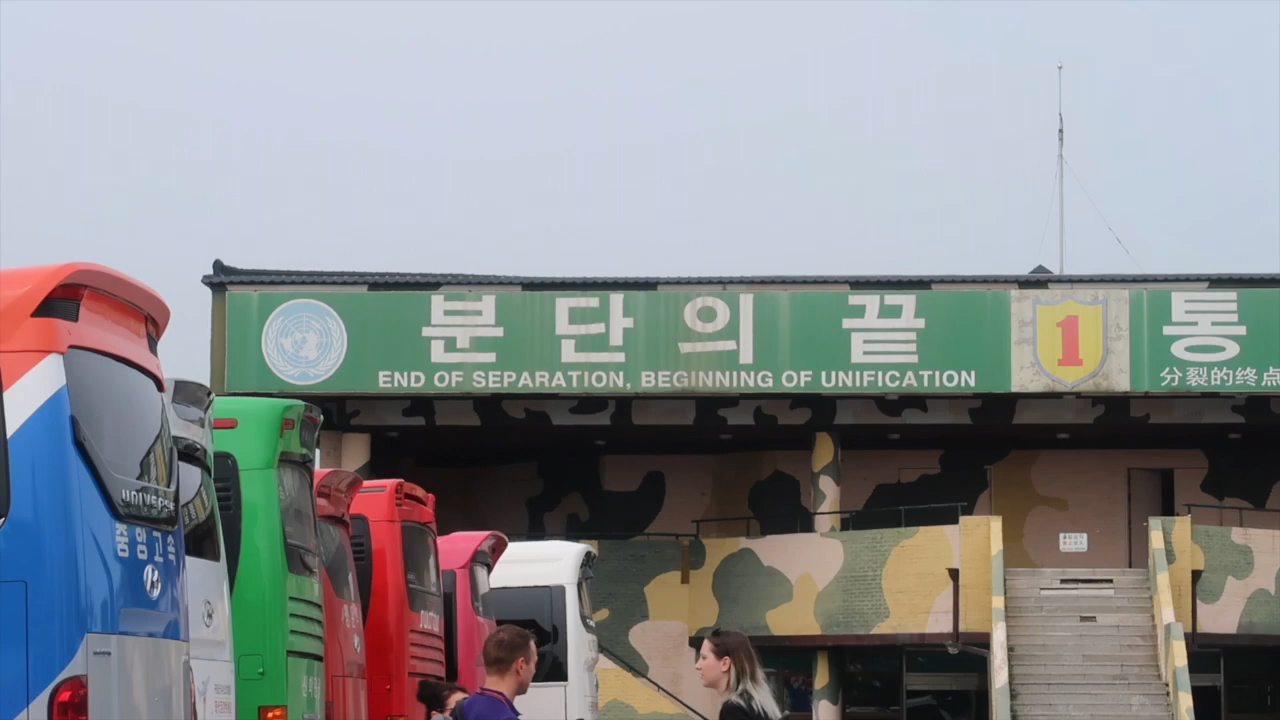 분단의 끝
END OF SEPARATION, BEGINNING OF UNIFICATION
1
통
分裂的终点
UNIVERSE
중앙고속